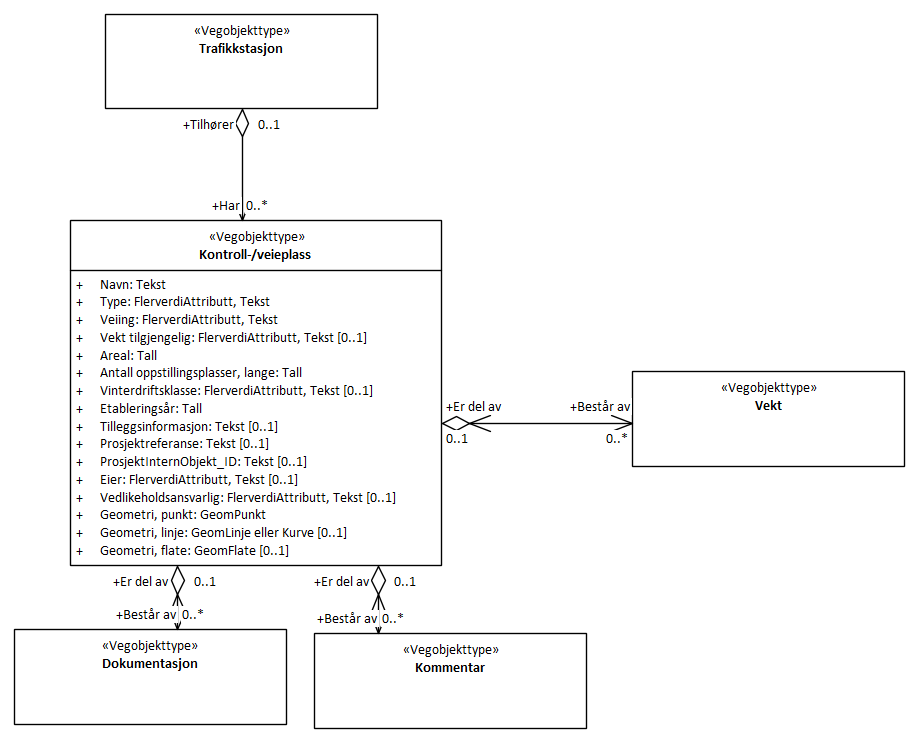 «Vegobjekttype»
Trafikkstasjon
+Tilhører 0..1
+Har 0..*
«Vegobjekttype»
Kontroll-/veieplass
+ Navn: Tekst
+ Type: FlerverdiAttributt, Tekst
+ Veiing: FlerverdiAttributt, Tekst
+ Vekt tilgjengelig: FlerverdiAttributt, Tekst [0..1]
+ Areal: Tall
+ Antall oppstillingsplasser, lange: Tall
+ Vinterdriftsklasse: FlerverdiAttributt, Tekst [0..1]
+ Etableringsår: Tall
+ Tilleggsinformasjon: Tekst [0..1]
+ Prosjektreferanse: Tekst [0..1]
+ ProsjektInternObjekt_ID: Tekst [0..1]
+ Eier: FlerverdiAttributt, Tekst [0..1]
+ Vedlikeholdsansvarlig: FlerverdiAttributt, Tekst [0..1]
+ Geometri, punkt: GeomPunkt
+ Geometri, linje: GeomLinje eller Kurve [0..1]
+ Geometri, flate: GeomFlate [0..1]
+Er del av +Består av
0..1 0..*
«Vegobjekttype»
Vekt
+Er del av 0..1
+Består av 0..*
«Vegobjekttype»
Dokumentasjon
+Er del av 0..1
+Består av 0..*
«Vegobjekttype»
Kommentar